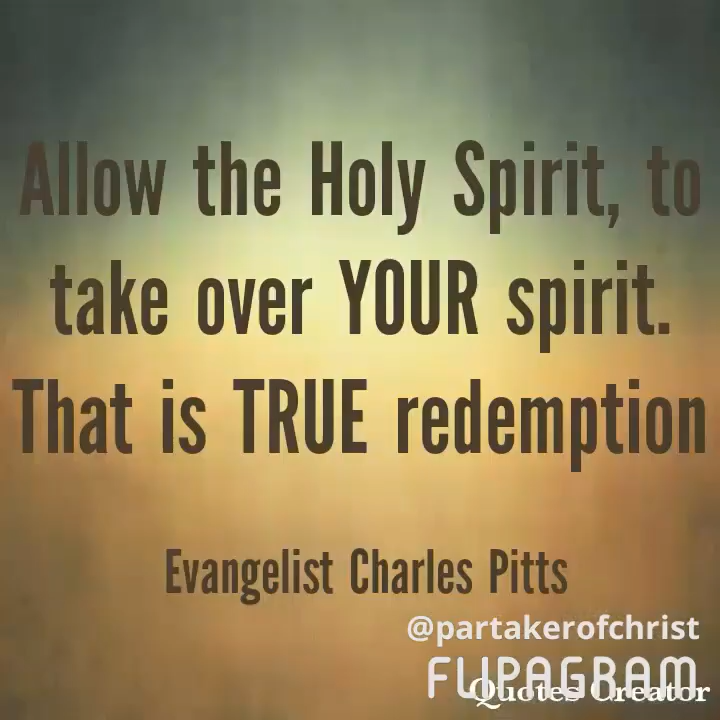 Allow the Holy Spirit, to
take over YOUR spirit.
That is TRUE redemption
Evangelist Charles Pitts
@partakerofchrist
FLIPAGRAM
Quotes Creator